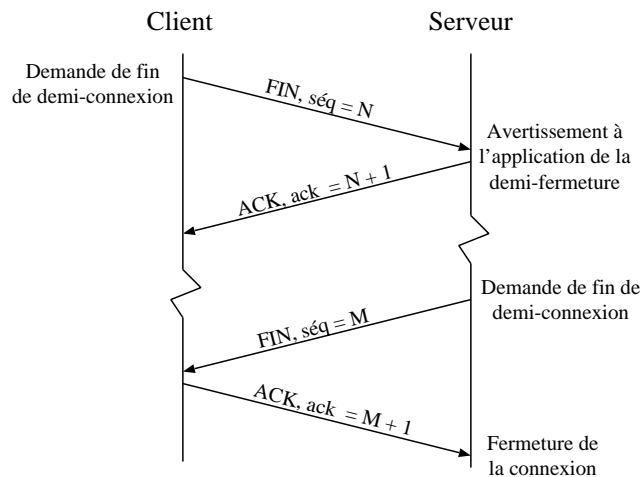 Client
Serveur
Demande de fin
de demi-connexion
FIN, séq = N
Avertissement à
l’application de la
demi-fermeture
ACK, ack = N + 1
Demande de fin de
demi-connexion
FIN, séq = M
ACK, ack = M + 1
Fermeture de
la connexion